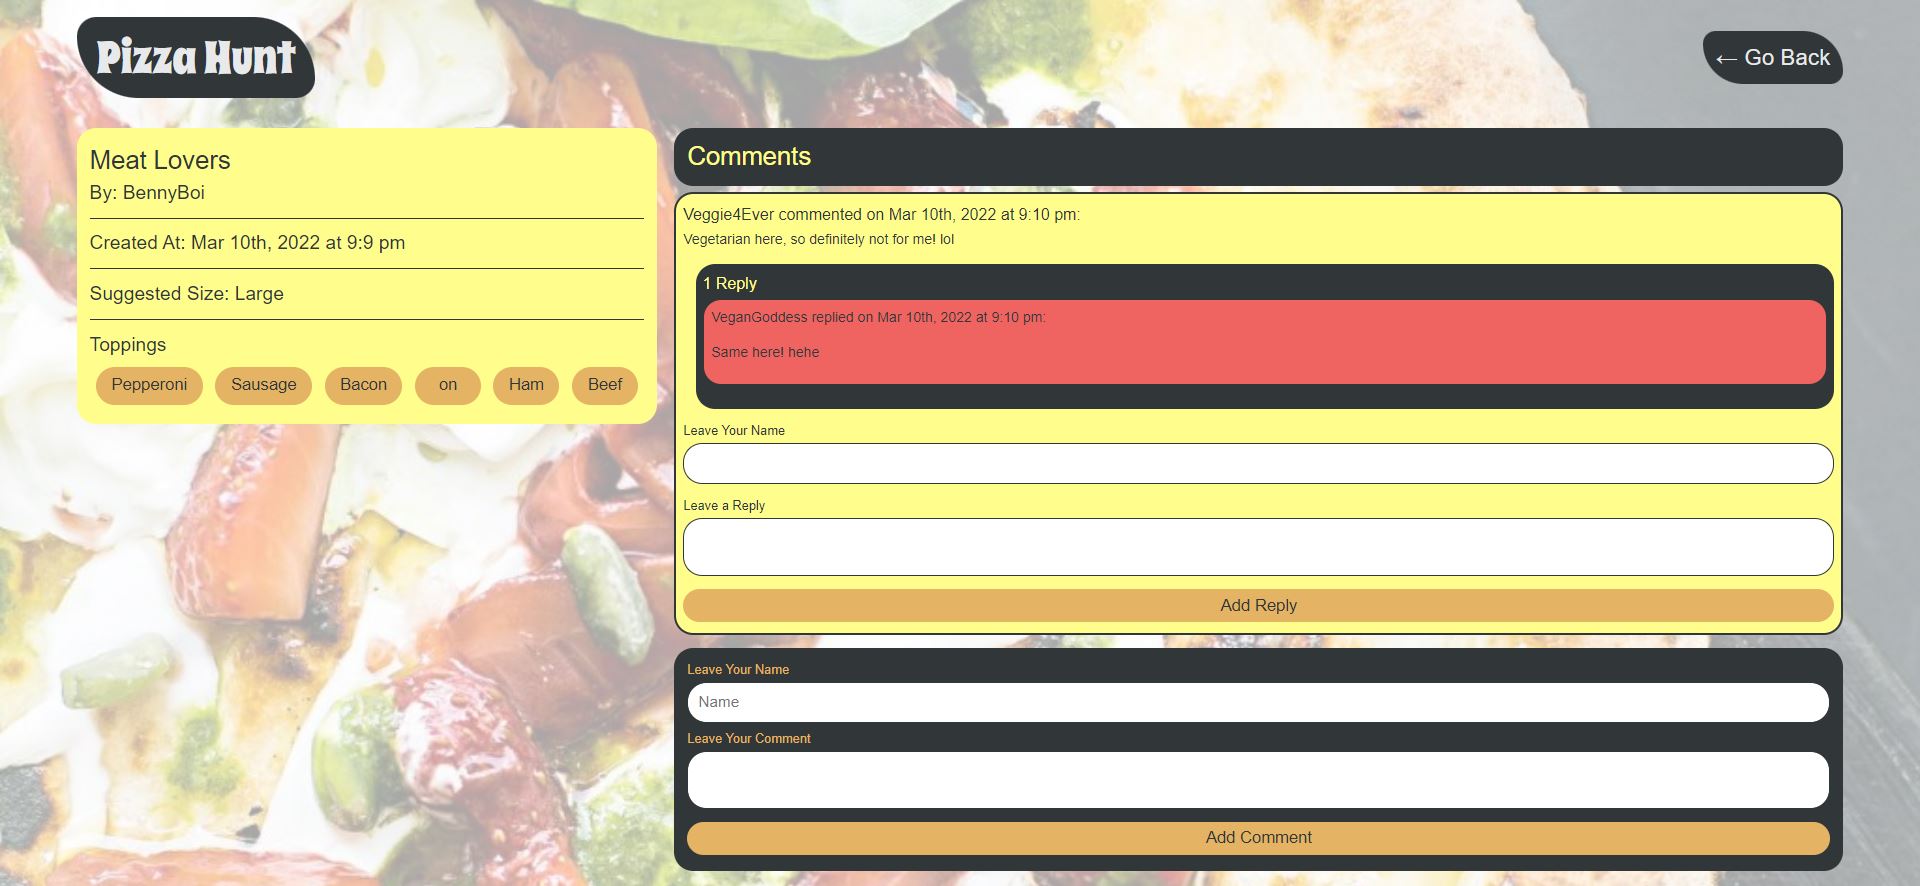 Pizza Hunt
← Go Back
Meat Lovers
By: BennyBoi
Created At: Mar 10th, 2022 at 9:9 pm
Suggested Size: Large
Toppings
Pepperoni Sausage Bacon on Ham Beef
Comments
Veggie4Ever commented on Mar 10th, 2022 at 9:10 pm:
Vegetarian here, so definitely not for me! lol
1 Reply
VeganGoddess replied on Mar 10th, 2022 at 9:10 pm:
Same here! hehe
Leave Your Name
Leave a Reply
Add Reply
Leave Your Name
Name
Leave Your Comment
Add Comment